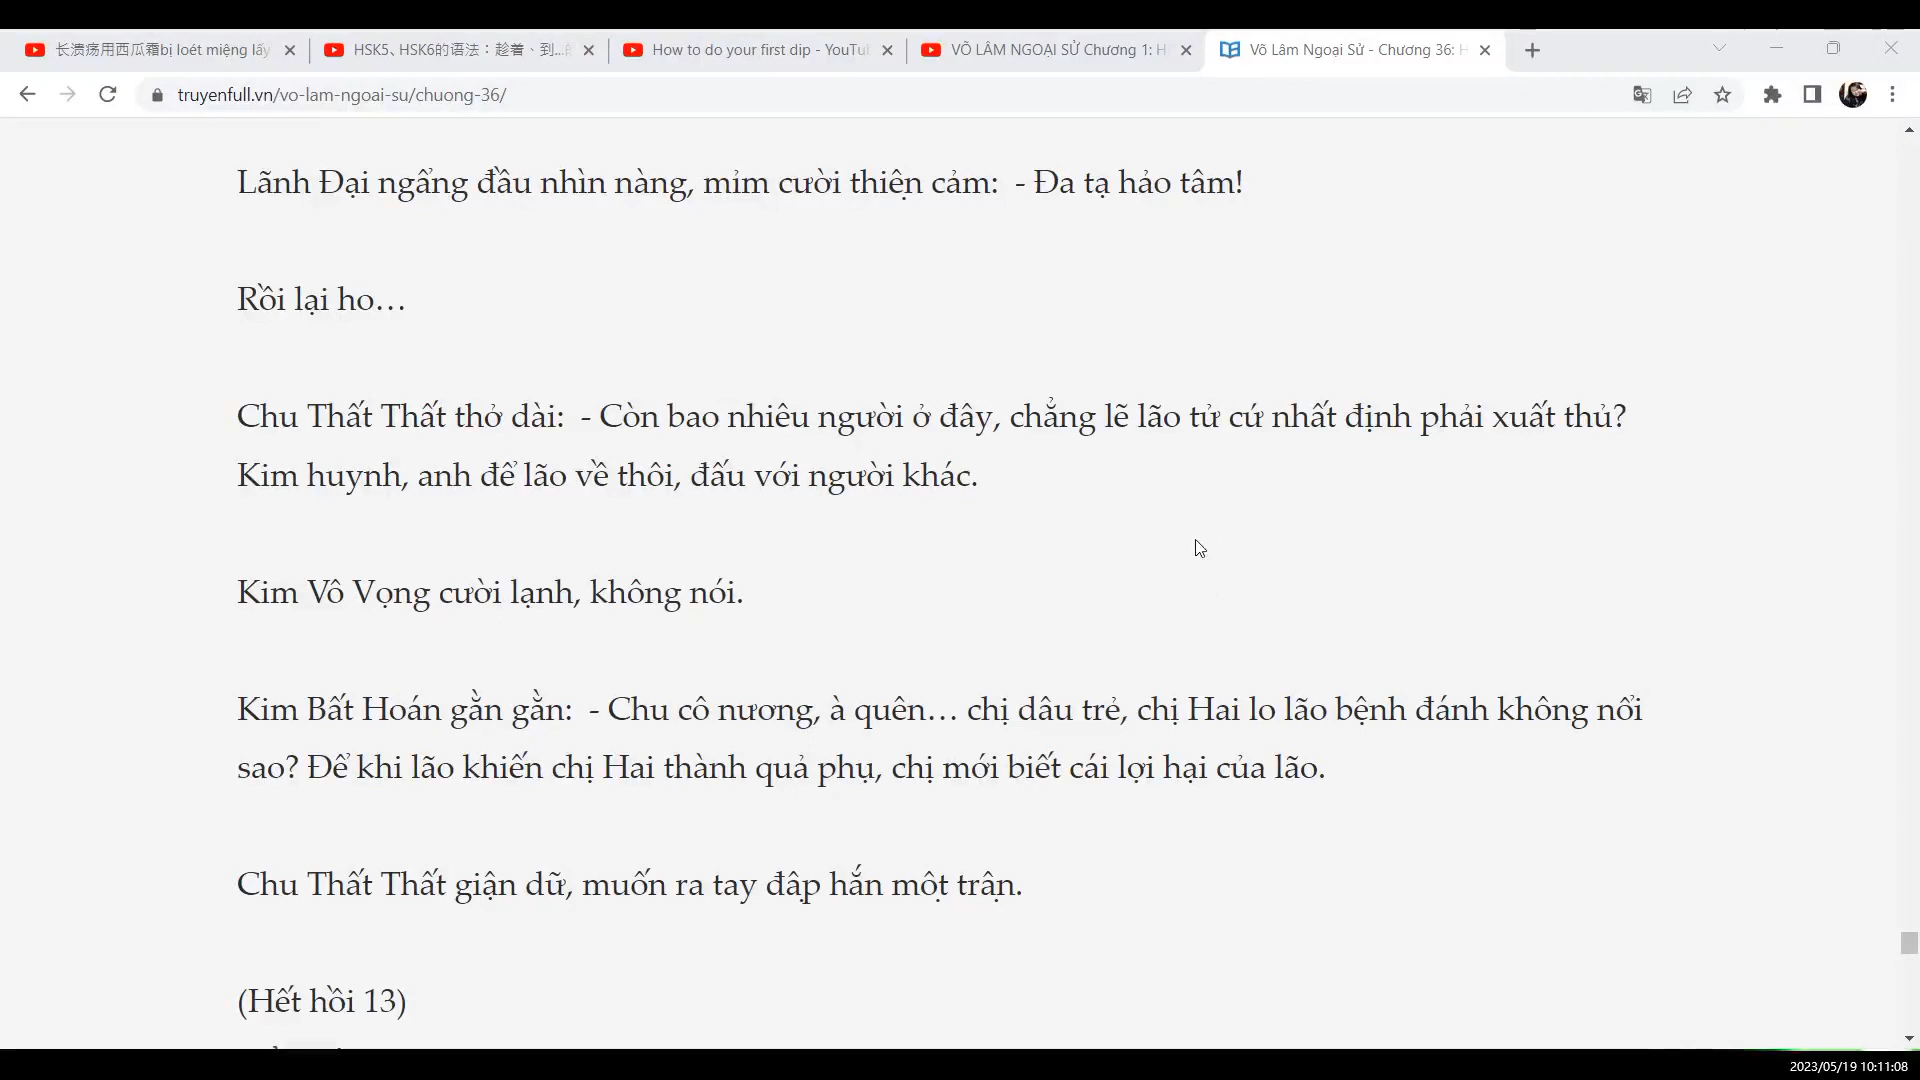 长溃疡用西瓜霜bị loét miệng lấy
HSK5、HSK6的语法：趁着、到...的
How to do your first dip - YouTu
VÕ LÂM NGOẠI SỬ Chương 1: H
Võ Lâm Ngoại Sử - Chương 36: H
truyenfull.vn/vo-lam-ngoai-su/chuong-36/
Lãnh Đại ngẩng đầu nhìn nàng, mỉm cười thiện cảm: - Đa tạ hảo tâm!
Rồi lại ho…
Chu Thất Thất thở dài: - Còn bao nhiêu người ở đây, chẳng lẽ lão tử cứ nhất định phải xuất thủ?
Kim huynh, anh để lão về thôi, đấu với người khác.
Kim Vô Vọng cười lạnh, không nói.
Kim Bất Hoán gằn gằn: - Chu cô nương, à quên… chị dâu trẻ, chị Hai lo lão bệnh đánh không nổi
sao? Để khi lão khiến chị Hai thành quả phụ, chị mới biết cái lợi hại của lão.
Chu Thất Thất giận dữ, muốn ra tay đập hắn một trận.
(Hết hồi 13)
2023/05/19 10:11:08